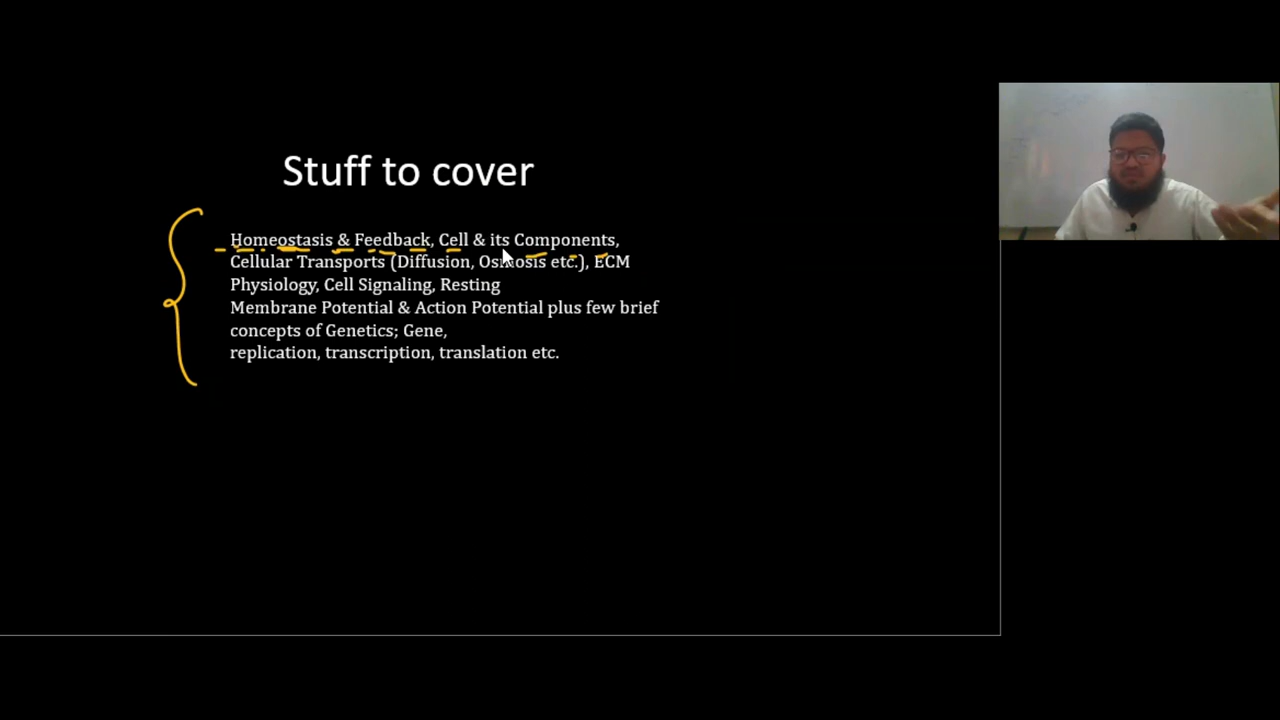 Stuff to cover
Homeostasis & Feedback, Cell & its Components,
Cellular Transports (Diffusion, Osmosis etc.), ECM
Physiology, Cell Signaling, Resting
Membrane Potential & Action Potential plus few brief
concepts of Genetics; Gene,
replication, transcription, translation etc.